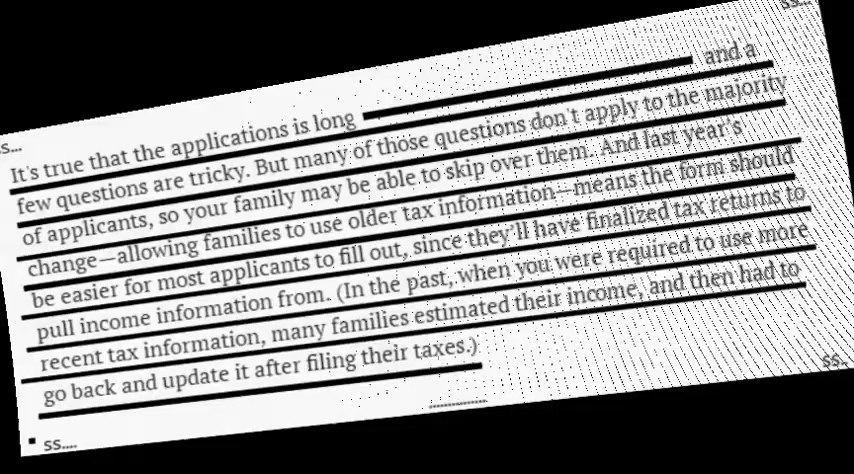 ss...
ss...
It's true that the applications is long and a
few questions are tricky. But many of those questions don't apply to the majority
of applicants, so your family may be able to skip over them. And last year's
change—allowing families to use older tax information—means the form should
be easier for most applicants to fill out, since they'll have finalized tax returns to
pull income information from. (In the past, when you were required to use more
recent tax information, many families estimated their income, and then had to
go back and update it after filing their taxes.)
ss..
ss....